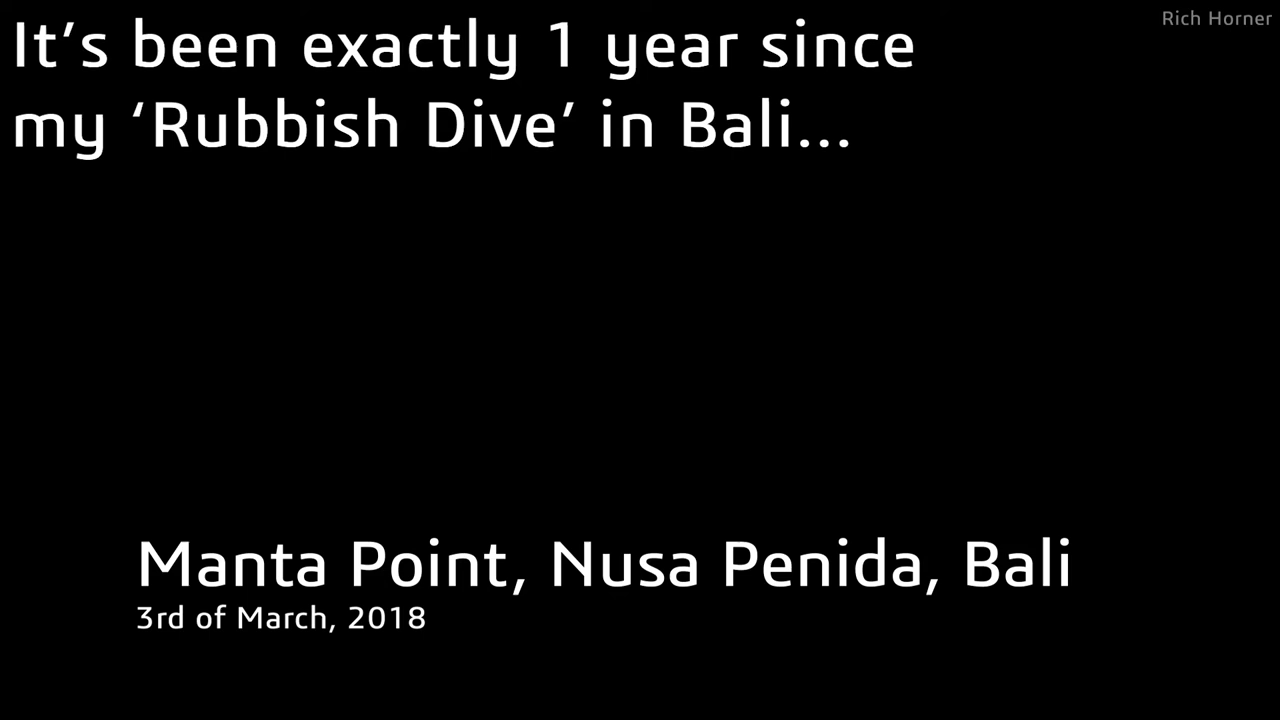 Rich Horner
It’s been exactly 1 year since
my ‘Rubbish Dive’ in Bali...
Manta Point, Nusa Penida, Bali
3rd of March, 2018